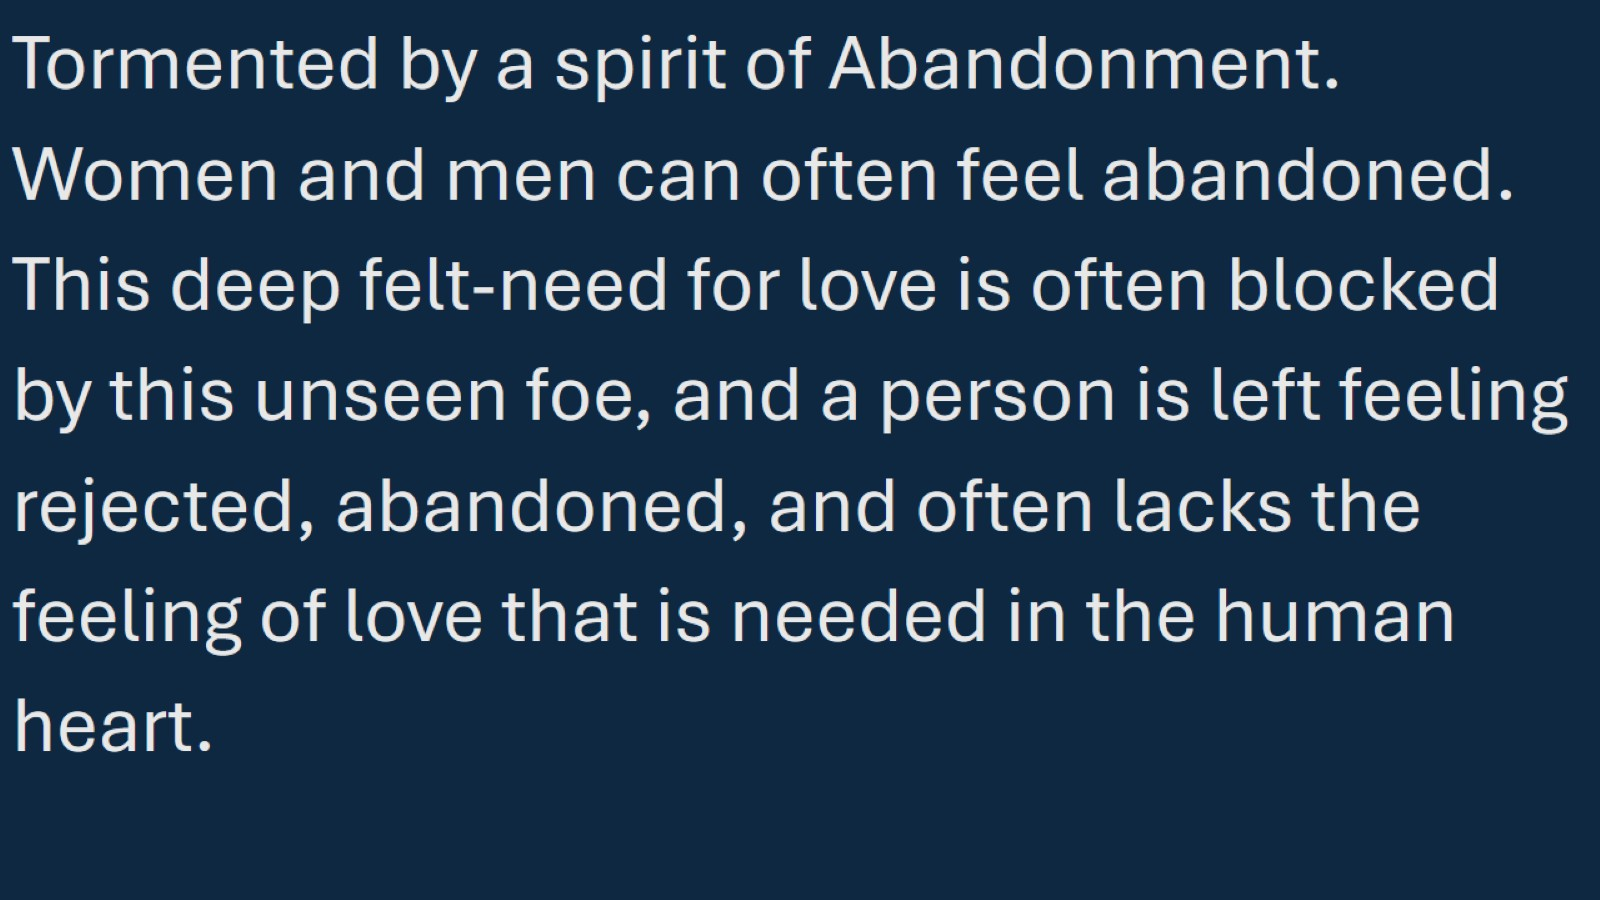 Tormented by a spirit of Abandonment.
Women and men can often feel abandoned.
This deep felt-need for love is often blocked
by this unseen foe, and a person is left feeling
rejected, abandoned, and often lacks the
feeling of love that is needed in the human
heart.